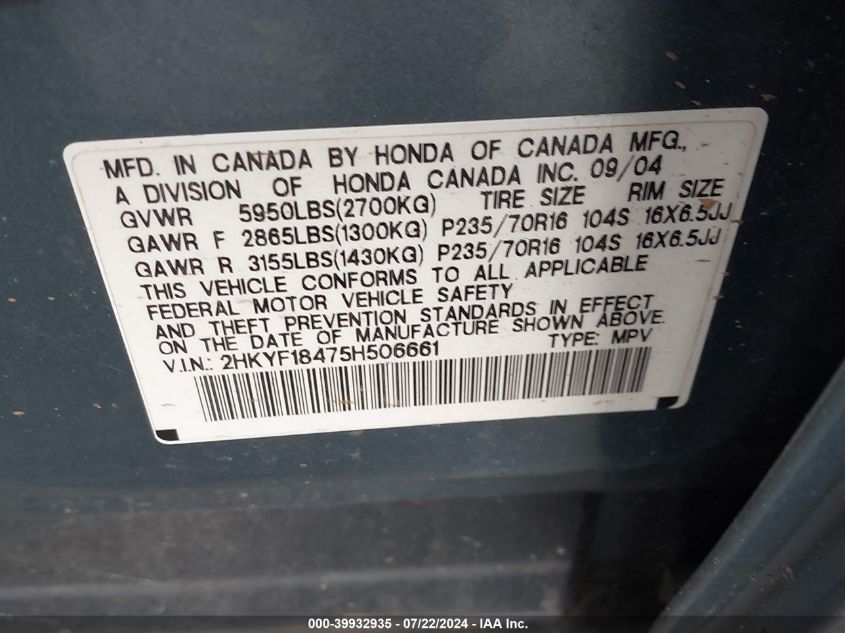 MFD. IN CANADA BY HONDA OF CANADA MFG.,
A DIVISION OF HONDA CANADA INC. 09/04
GVWR 5950LBS(2700KG) TIRE SIZE RIM SIZE
GAWR F 2865LBS(1300KG) P235/70R16 104S 16X6.5JJ
GAWR R 3155LBS(1430KG) P235/70R16 104S 16X6.5JJ
THIS VEHICLE CONFORMS TO ALL APPLICABLE
FEDERAL MOTOR VEHICLE SAFETY
AND THEFT PREVENTION STANDARDS IN EFFECT
ON THE DATE OF MANUFACTURE SHOWN ABOVE.
V.I.N.: 2HKYF18475H506661 TYPE: MPV
000-39932935 - 07/22/2024 - IAA Inc.